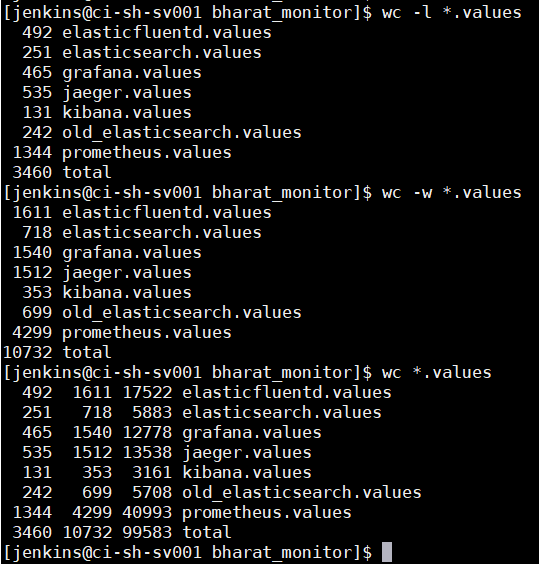 [jenkins@ci-sh-sv001 bharat_monitor]$ wc -l *.values
  492 elasticfluentd.values
  251 elasticsearch.values
  465 grafana.values
  535 jaeger.values
  131 kibana.values
  242 old_elasticsearch.values
 1344 prometheus.values
 3460 total
[jenkins@ci-sh-sv001 bharat_monitor]$ wc -w *.values
 1611 elasticfluentd.values
  718 elasticsearch.values
 1540 grafana.values
 1512 jaeger.values
  353 kibana.values
  699 old_elasticsearch.values
 4299 prometheus.values
10732 total
[jenkins@ci-sh-sv001 bharat_monitor]$ wc *.values
  492  1611 17522 elasticfluentd.values
  251   718  5883 elasticsearch.values
  465  1540 12778 grafana.values
  535  1512 13538 jaeger.values
  131   353  3161 kibana.values
  242   699  5708 old_elasticsearch.values
 1344  4299 40993 prometheus.values
 3460 10732 99583 total
[jenkins@ci-sh-sv001 bharat_monitor]$